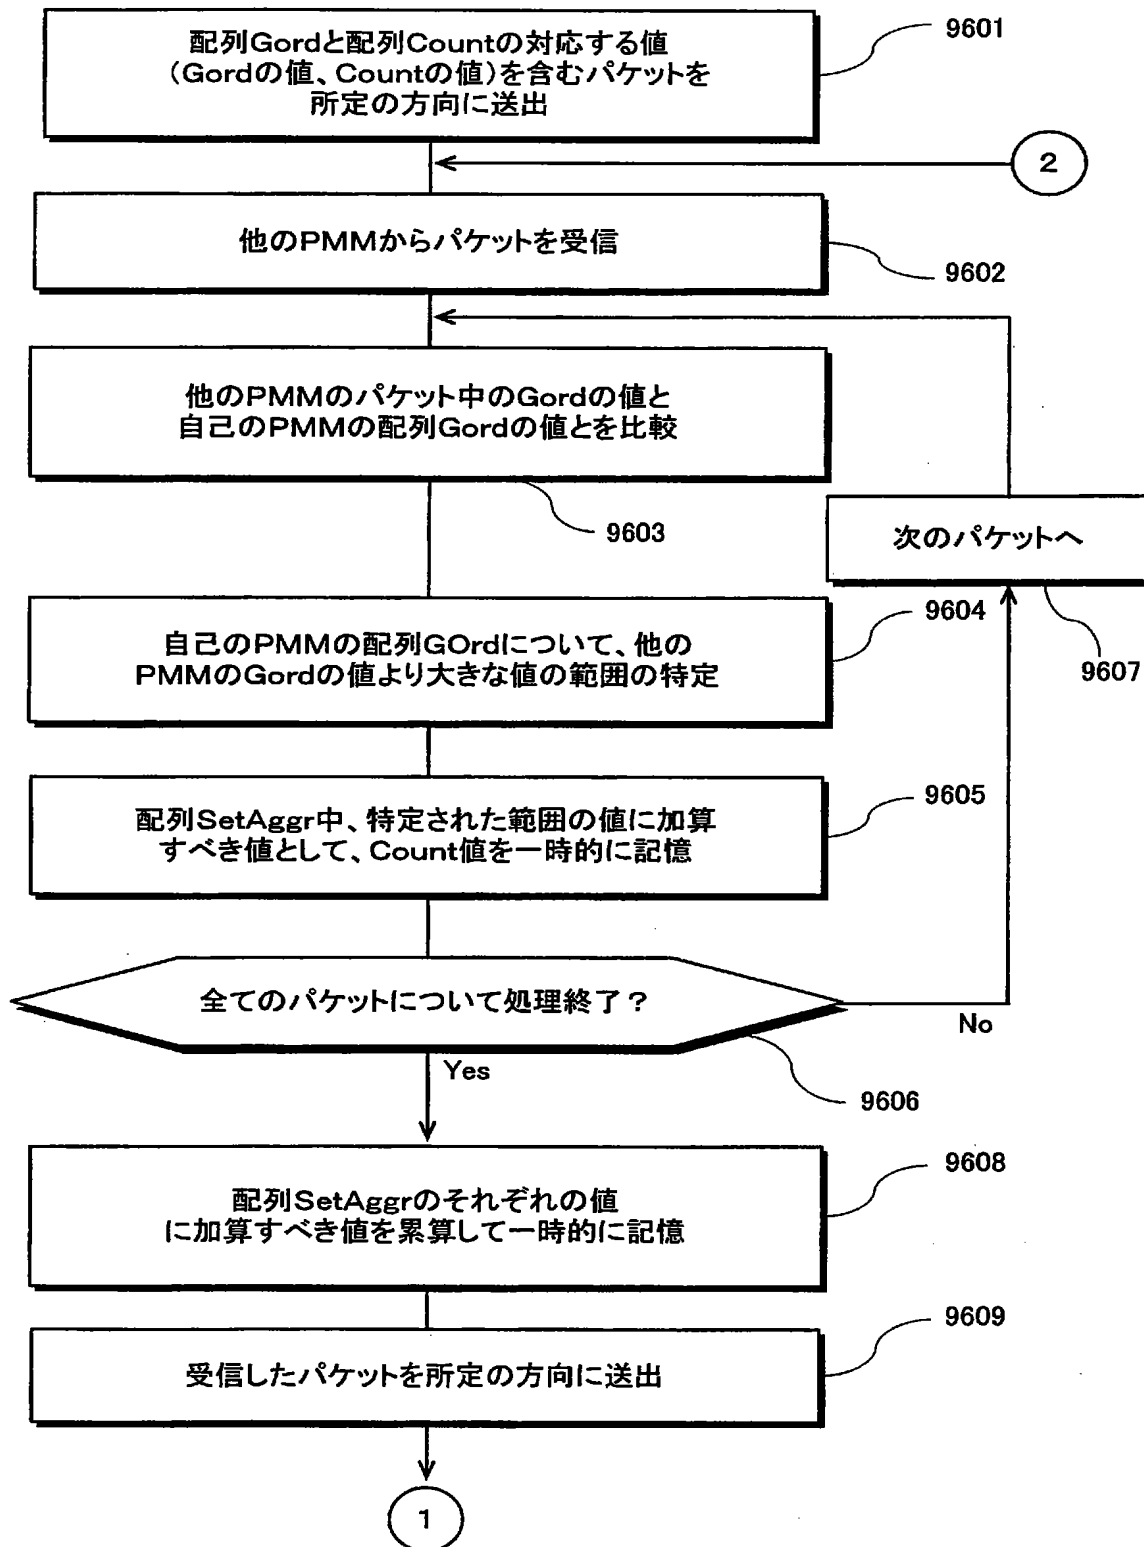 配列Gordと配列Countの対応する値
（Gordの値、Countの値）を含むパケットを
所定の方向に送出
9601
2
他のPMMからパケットを受信
9602
他のPMMのパケット中のGordの値と
自己のPMMの配列Gordの値とを比較
9603
次のパケットへ
9607
自己のPMMの配列GOrdについて、他の
PMMのGordの値より大きな値の範囲の特定
9604
配列SetAggr中、特定された範囲の値に加算
すべき値として、Count値を一時的に記憶
9605
全てのパケットについて処理終了？
No
Yes
9606
配列SetAggrのそれぞれの値
に加算すべき値を累算して一時的に記憶
9608
受信したパケットを所定の方向に送出
9609
1